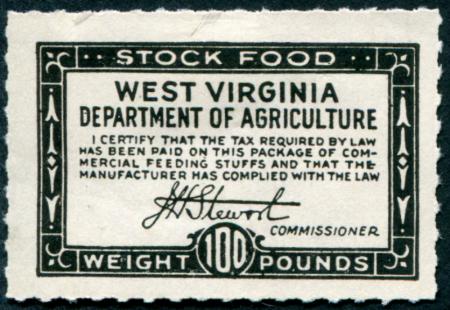 STOCK FOOD
WEST VIRGINIA
DEPARTMENT OF AGRICULTURE
I CERTIFY THAT THE TAX REQUIRED BY LAW
HAS BEEN PAID ON THIS PACKAGE OF COM-
MERCIAL FEEDING STUFFS AND THAT THE
MANUFACTURER HAS COMPLIED WITH THE LAW
J H Stewart
COMMISSIONER
WEIGHT 100 POUNDS